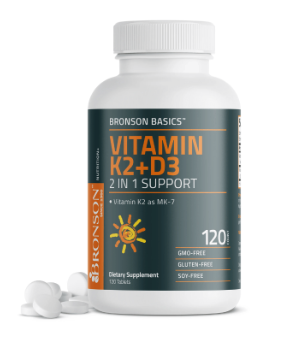 BRONSON BASICS™
VITAMIN
K2+D3
2 IN 1 SUPPORT
• Vitamin K2 as MK-7
120
GMO-FREE
GLUTEN-FREE
SOY-FREE
Dietary Supplement
120 Tablets
BRONSON